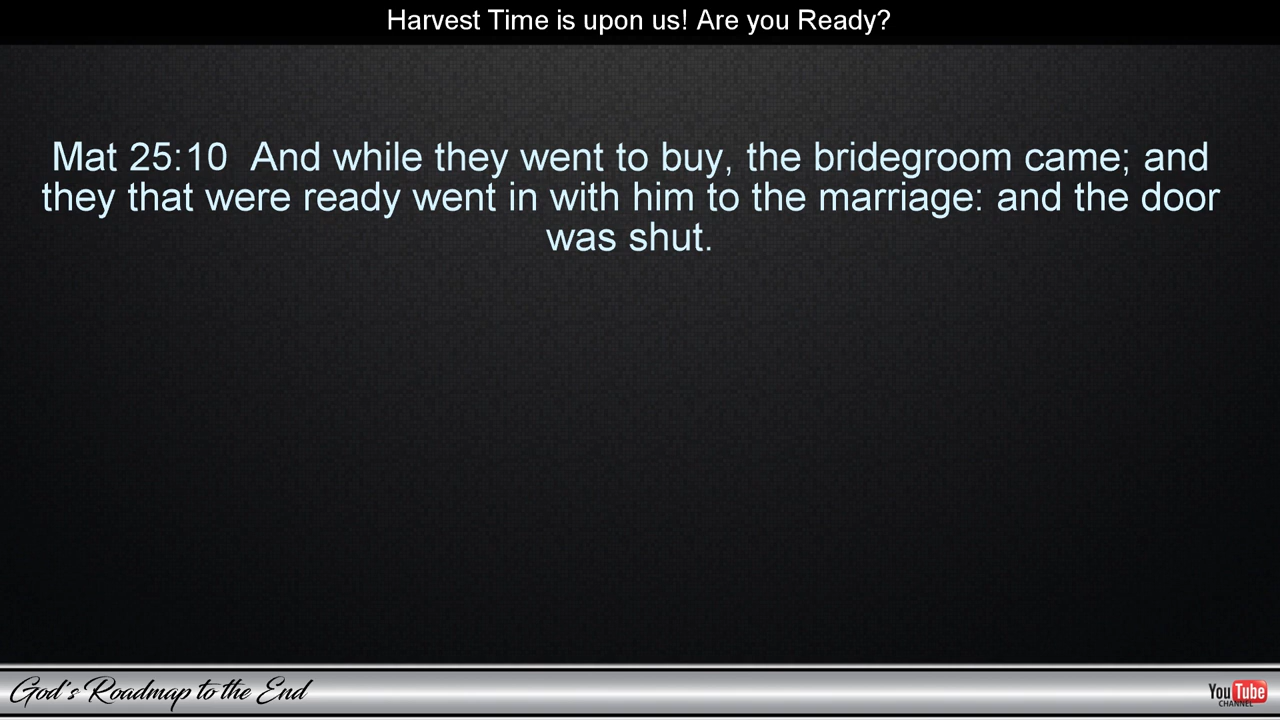 Harvest Time is upon us! Are you Ready?
Mat 25:10  And while they went to buy, the bridegroom came; and
they that were ready went in with him to the marriage: and the door
was shut.
God's Roadmap to the End
YouTube
CHANNEL